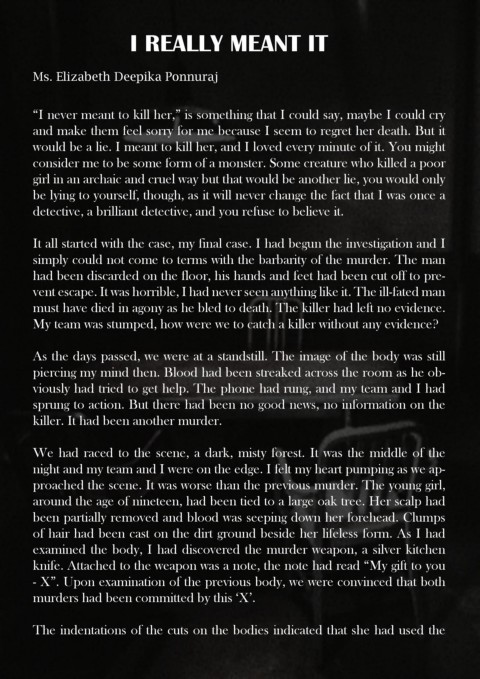 I REALLY MEANT IT
Ms. Elizabeth Deepika Ponnuraj
“I never meant to kill her,” is something that I could say, maybe I could cry
and make them feel sorry for me because I seem to regret her death. But it
would be a lie. I meant to kill her, and I loved every minute of it. You might
consider me to be some form of a monster. Some creature who killed a poor
girl in an archaic and cruel way but that would be another lie, you would only
be lying to yourself, though, as it will never change the fact that I was once a
detective, a brilliant detective, and you refuse to believe it.
It all started with the case, my final case. I had begun the investigation and I
simply could not come to terms with the barbarity of the murder. The man
had been discarded on the floor, his hands and feet had been cut off to pre-
vent escape. It was horrible, I had never seen anything like it. The ill-fated man
must have died in agony as he bled to death. The killer had left no evidence.
My team was stumped, how were we to catch a killer without any evidence?
As the days passed, we were at a standstill. The image of the body was still
piercing my mind then. Blood had been streaked across the room as he ob-
viously had tried to get help. The phone had rung, and my team and I had
sprung to action. But there had been no good news, no information on the
killer. It had been another murder.
We had raced to the scene, a dark, misty forest. It was the middle of the
night and my team and I were on the edge. I felt my heart pumping as we ap-
proached the scene. It was worse than the previous murder. The young girl,
around the age of nineteen, had been tied to a large oak tree. Her scalp had
been partially removed and blood was seeping down her forehead. Clumps
of hair had been cast on the dirt ground beside her lifeless form. As I had
examined the body, I had discovered the murder weapon, a silver kitchen
knife. Attached to the weapon was a note, the note had read “My gift to you
- X”. Upon examination of the previous body, we were convinced that both
murders had been committed by this ‘X’.
The indentations of the cuts on the bodies indicated that she had used the